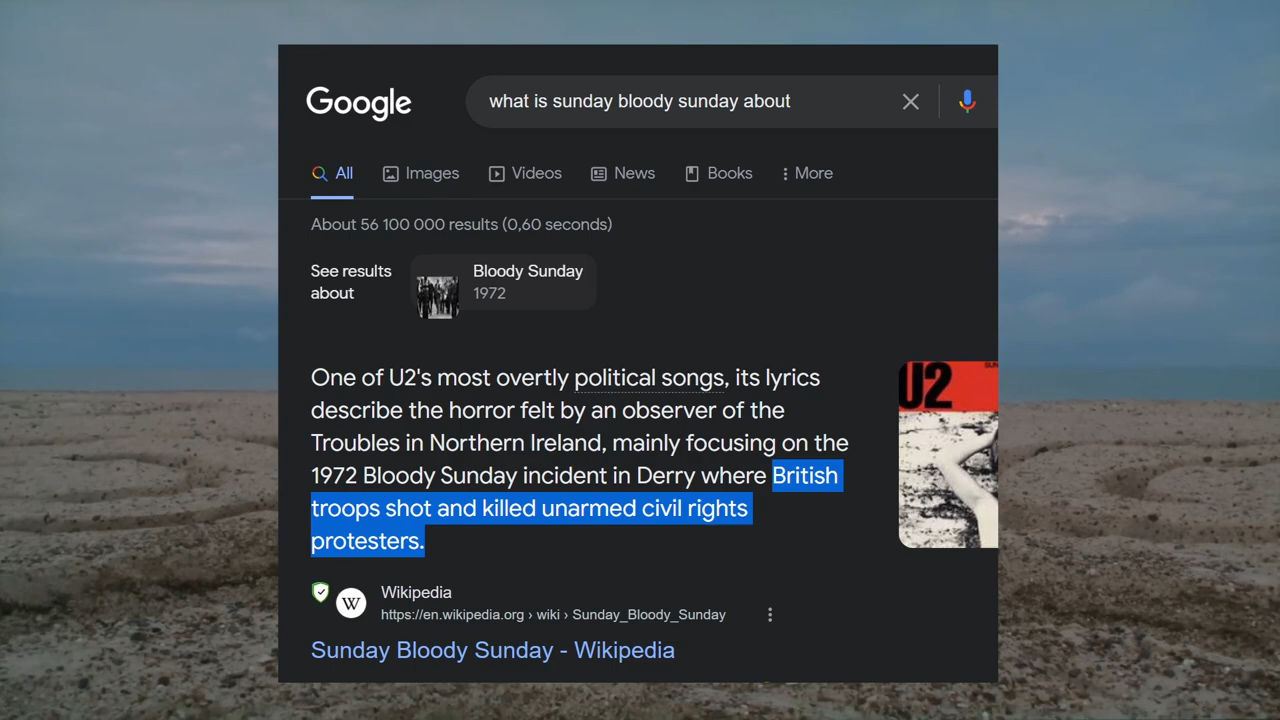 Google
what is sunday bloody sunday about
All Images Videos News Books More
About 56 100 000 results (0,60 seconds)
See results
about
Bloody Sunday
1972
One of U2's most overtly political songs, its lyrics
describe the horror felt by an observer of the
Troubles in Northern Ireland, mainly focusing on the
1972 Bloody Sunday incident in Derry where British
troops shot and killed unarmed civil rights
protesters.
U2
W
Wikipedia
https://en.wikipedia.org › wiki › Sunday_Bloody_Sunday
Sunday Bloody Sunday - Wikipedia